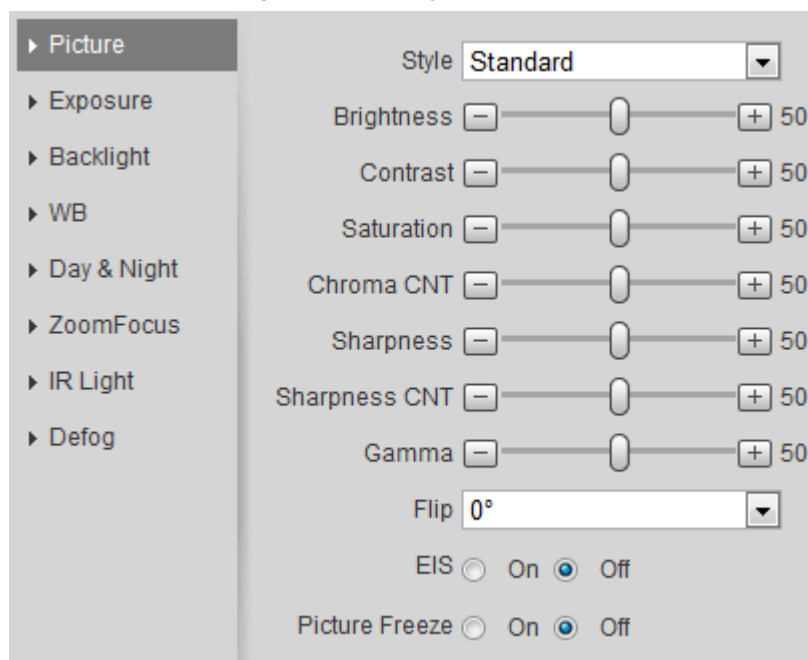 Picture
Exposure
Backlight
WB
Day & Night
ZoomFocus
IR Light
Defog
Style Standard
Brightness 50
Contrast 50
Saturation 50
Chroma CNT 50
Sharpness 50
Sharpness CNT 50
Gamma 50
Flip 0°
EIS On Off
Picture Freeze On Off